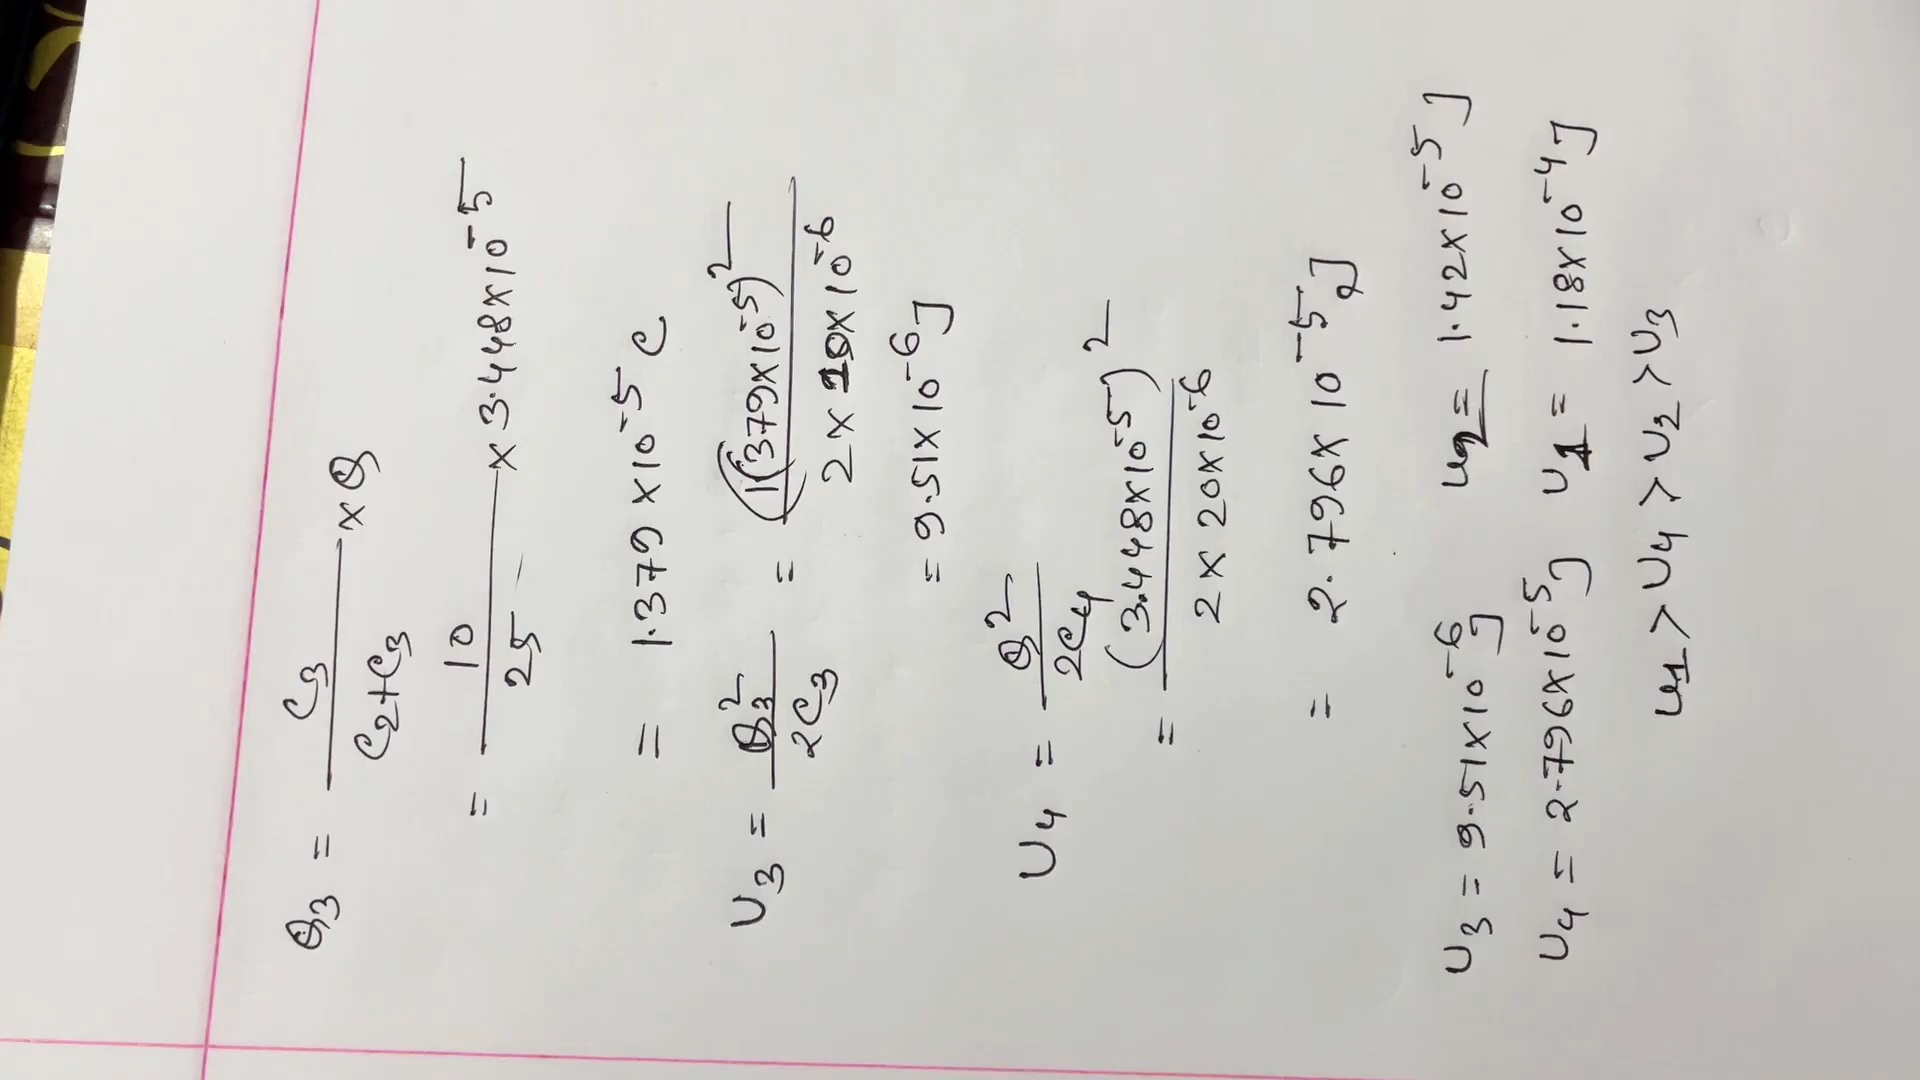 Q₃ = C₃/(C₂+C₃) × Q
= 10/25 × 3.448×10⁻⁵
= 1.379×10⁻⁵ C
U₃ = Q₃²/2C₃ = (1.379×10⁻⁵)²/(2×10×10⁻⁶)
= 9.51×10⁻⁶ J
U₄ = Q²/2C₄
= (3.448×10⁻⁵)²/(2×20×10⁻⁶)
= 2.796×10⁻⁵ J
U₃ = 9.51×10⁻⁶ J U₂ = 1.42×10⁻⁵ J
U₄ = 2.796×10⁻⁵ J U₁ = 1.18×10⁻⁴ J
U₁ > U₄ > U₂ > U₃